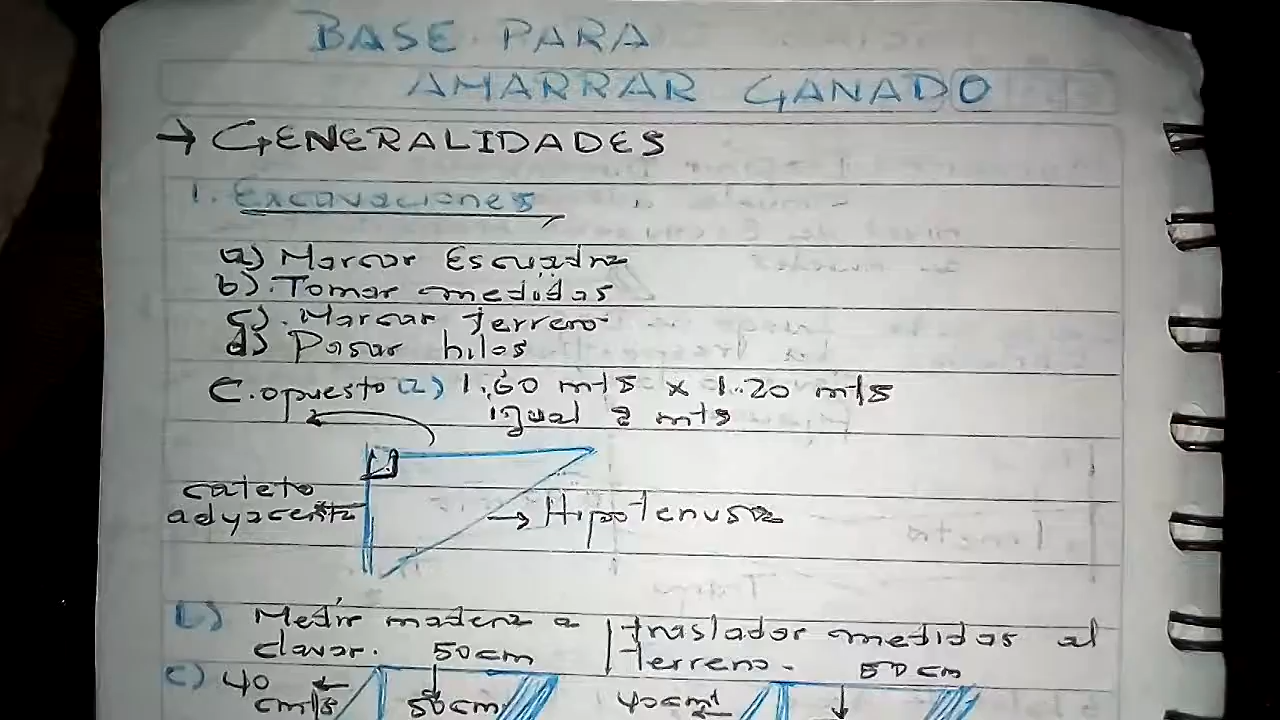 BASE PARA
AMARRAR GANADO
→ GENERALIDADES
1. Excavaciones
a) Marcar Escuadra
b). Tomar medidas
c). Marcar terreno
d) Pasar hilos
C. opuesto (2) 1.60 mts x 1.20 mts
igual 2 mts
cateto
adyacente
→ Hipotenusa
b) Medir madera a
clavar. 50cm
traslador medidas al
terreno. 50cm
c) 40
cmts
50cm
40cmt